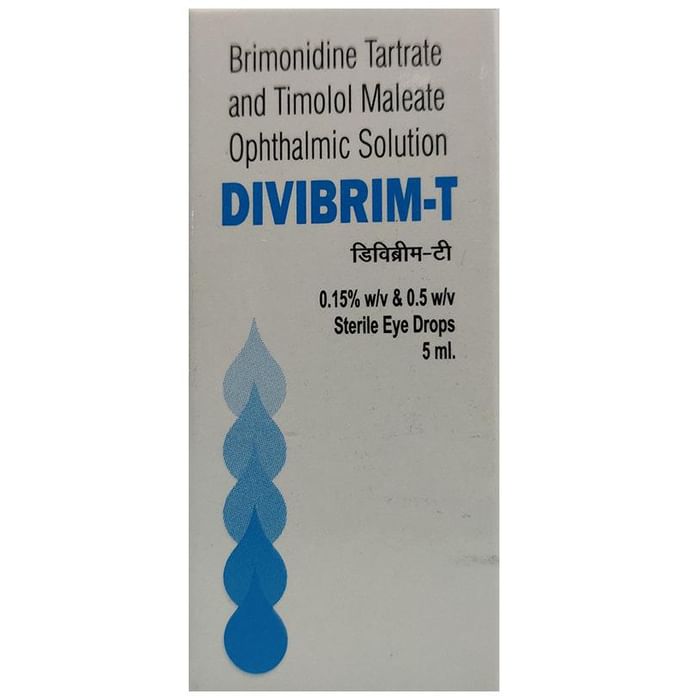 Brimonidine Tartrate
and Timolol Maleate
Ophthalmic Solution
DIVIBRIM-T
डिविब्रीम-टी
0.15% w/v & 0.5 w/v
Sterile Eye Drops
5 ml.